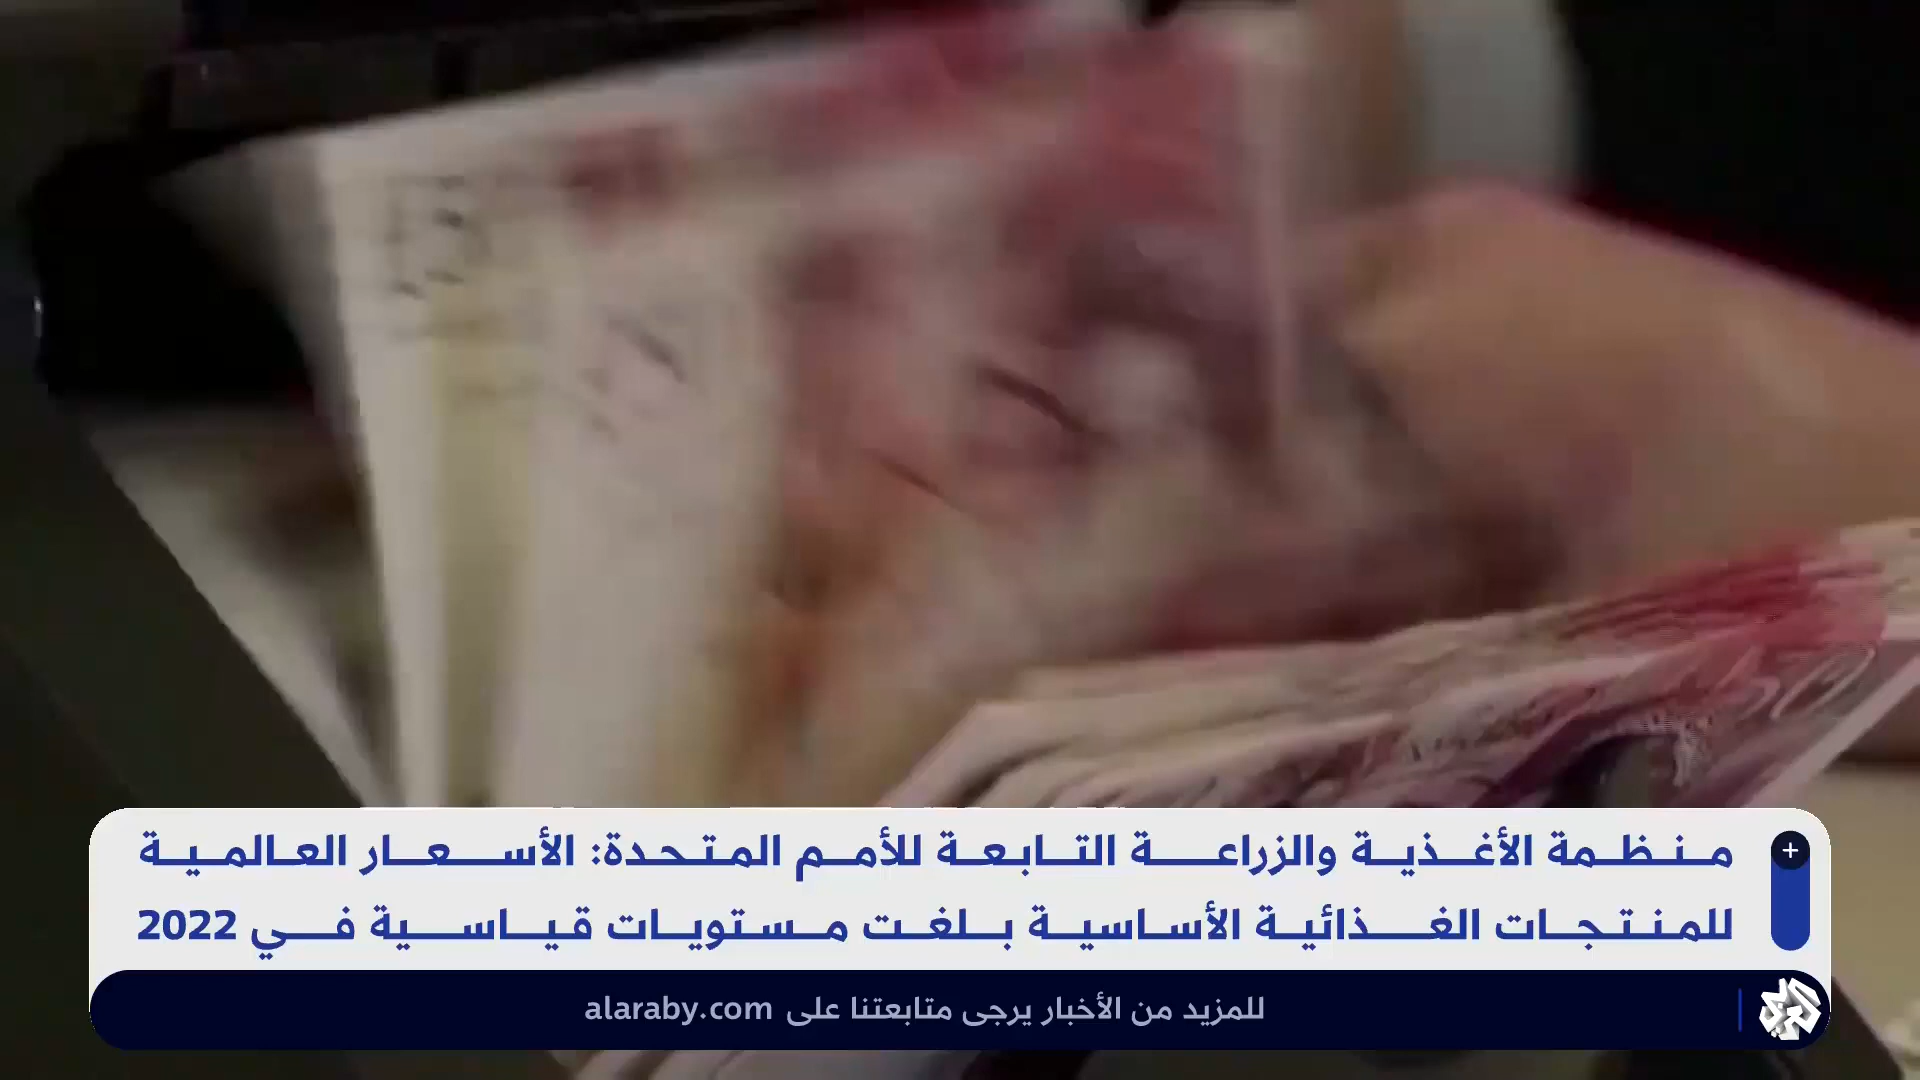 منظمة الأغذية والزراعة التابعة للأمم المتحدة: الأسعار العالمية
للمنتجات الغذائية الأساسية بلغت مستويات قياسية في 2022
للمزيد من الأخبار يرجى متابعتنا على alaraby.com